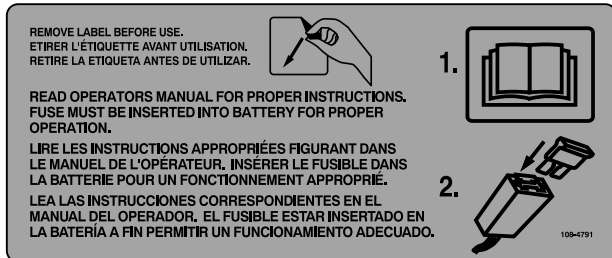 REMOVE LABEL BEFORE USE.
ETIRER L'ÉTIQUETTE AVANT UTILISATION.
RETIRE LA ETIQUETA ANTES DE UTILIZAR.
READ OPERATORS MANUAL FOR PROPER INSTRUCTIONS.
FUSE MUST BE INSERTED INTO BATTERY FOR PROPER
OPERATION.
LIRE LES INSTRUCTIONS APPROPRIÉES FIGURANT DANS
LE MANUEL DE L'OPÉRATEUR. INSÉRER LE FUSIBLE DANS
LA BATTERIE POUR UN FONCTIONNEMENT APPROPRIÉ.
LEA LAS INSTRUCCIONES CORRESPONDIENTES EN EL
MANUAL DEL OPERADOR. EL FUSIBLE ESTAR INSERTADO EN
LA BATERÍA A FIN PERMITIR UN FUNCIONAMIENTO ADECUADO.
1.
2.
108-4791